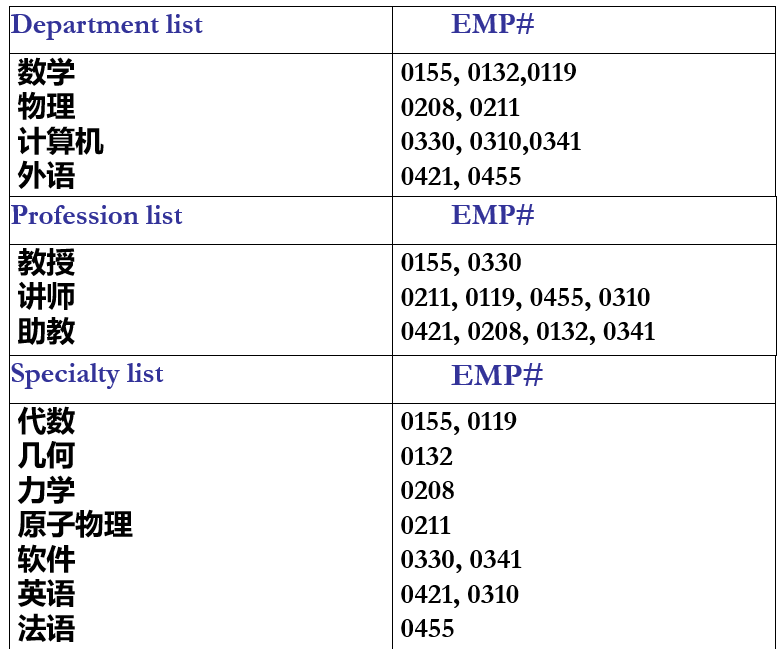 Department list EMP#
数学 0155, 0132,0119
物理 0208, 0211
计算机 0330, 0310,0341
外语 0421, 0455
Profession list EMP#
教授 0155, 0330
讲师 0211, 0119, 0455, 0310
助教 0421, 0208, 0132, 0341
Specialty list EMP#
代数 0155, 0119
几何 0132
力学 0208
原子物理 0211
软件 0330, 0341
英语 0421, 0310
法语 0455